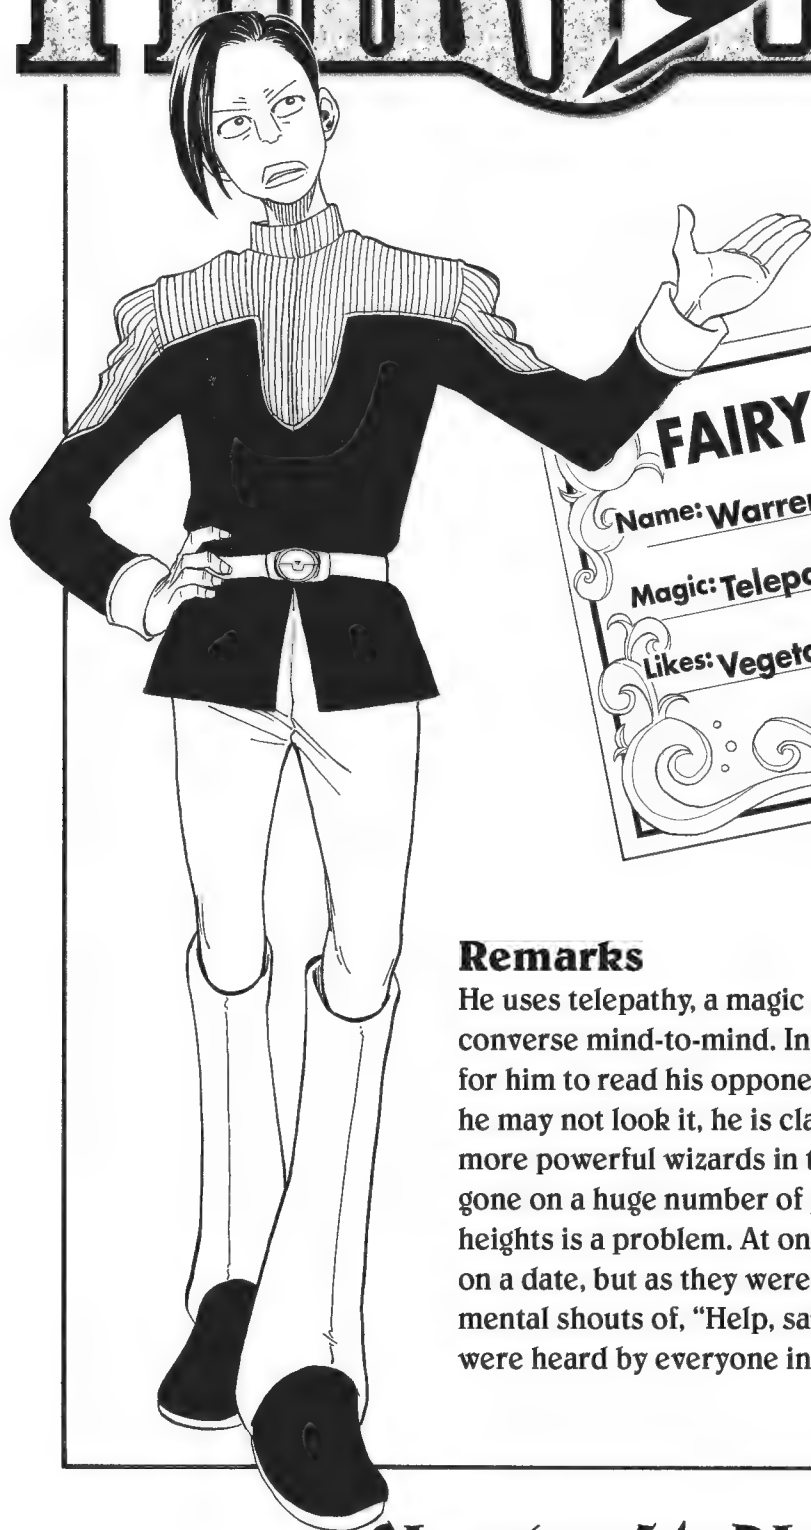 FAIRY
Name: Warre
Magic: Telepa
Likes: Vegeta
Remarks
He uses telepathy, a magic
converse mind-to-mind. In
for him to read his oppone
he may not look it, he is cla
more powerful wizards in t
gone on a huge number of
heights is a problem. At on
on a date, but as they were
mental shouts of, "Help, sa
were heard by everyone in